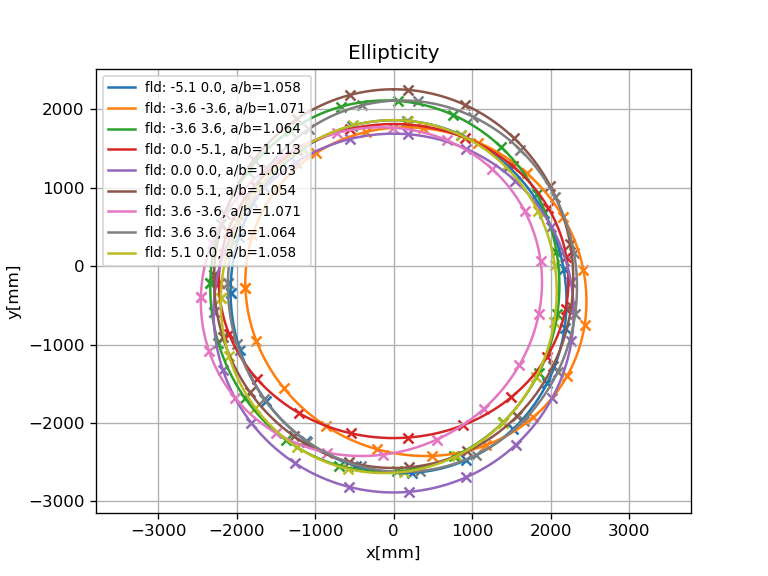 Ellipticity
fld: -5.1 0.0, a/b=1.058
fld: -3.6 -3.6, a/b=1.071
fld: -3.6 3.6, a/b=1.064
fld: 0.0 -5.1, a/b=1.113
fld: 0.0 0.0, a/b=1.003
fld: 0.0 5.1, a/b=1.054
fld: 3.6 -3.6, a/b=1.071
fld: 3.6 3.6, a/b=1.064
fld: 5.1 0.0, a/b=1.058
y[mm]
2000
1000
0
−1000
−2000
−3000
−3000 −2000 −1000 0 1000 2000 3000
x[mm]